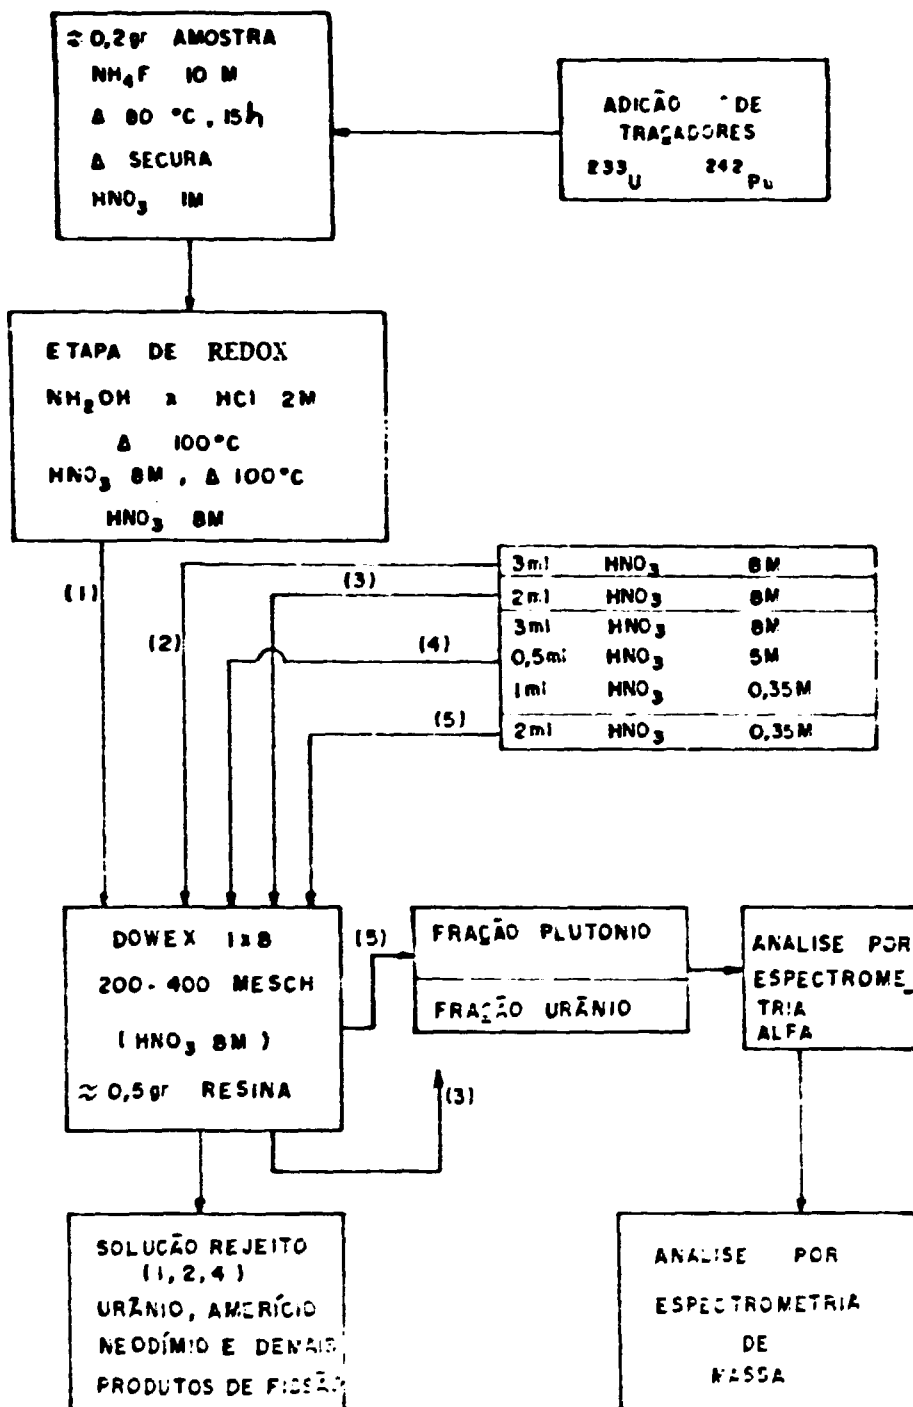 ≈ 0,2gr AMOSTRA
NH₄F 10 M
Δ 80 °C, 15h
Δ SECURA
HNO₃ 1M
ADIÇÃO DE
TRAÇADORES
233U 242Pu
ETAPA DE REDOX
NH₂OH x HCl 2M
Δ 100°C
HNO₃ 8M, Δ 100°C
HNO₃ 8M
3ml HNO₃ 8M
2ml HNO₃ 8M
3ml HNO₃ 8M
0,5ml HNO₃ 5M
1ml HNO₃ 0,35M
2ml HNO₃ 0,35M
(1)
(2)
(3)
(4)
(5)
DOWEX 1x8
200-400 MESCH
(HNO₃ 8M)
≈ 0,5gr RESINA
(5)
(3)
FRAÇÃO PLUTONIO
FRAÇÃO URÂNIO
ANALISE POR
ESPECTROME_
TRIA
ALFA
SOLUÇÃO REJEITO
(1, 2, 4)
URÂNIO, AMERÍCIO
NEODÍMIO E DEMAIS
PRODUTOS DE FISSÃO
ANALISE POR
ESPECTROMETRIA
DE
MASSA